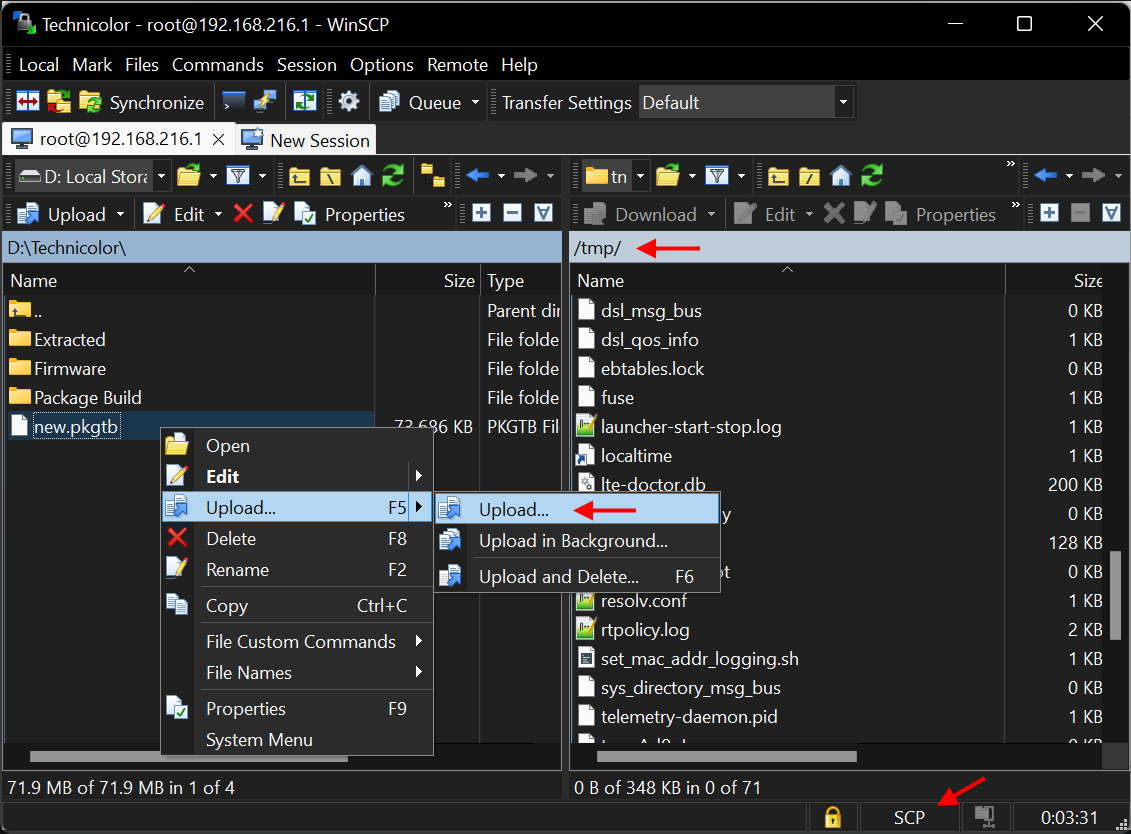 Technicolor - root@192.168.216.1 - WinSCP
Local Mark Files Commands Session Options Remote Help
Synchronize Queue Transfer Settings Default
root@192.168.216.1 New Session
D: Local Stora tn
Upload Edit Properties Download Edit Properties
D:\Technicolor\ /tmp/
Name Size Type Name Size
.. Parent dir dsl_msg_bus 0 KB
Extracted File folde dsl_qos_info 1 KB
Firmware File folde ebtables.lock 0 KB
Package Build File folde fuse 1 KB
new.pkgtb 73,686 KB PKGTB Fil launcher-start-stop.log 1 KB
Open localtime 1 KB
Edit lte-doctor.db 200 KB
Upload... F5 Upload... y 0 KB
Delete F8 Upload in Background... 128 KB
Rename F2 Upload and Delete... F6 ot 0 KB
Copy Ctrl+C resolv.conf 1 KB
File Custom Commands rtpolicy.log 2 KB
File Names set_mac_addr_logging.sh 1 KB
sys_directory_msg_bus 0 KB
Properties F9 telemetry-daemon.pid 1 KB
System Menu
71.9 MB of 71.9 MB in 1 of 4 0 B of 348 KB in 0 of 71
SCP 0:03:31